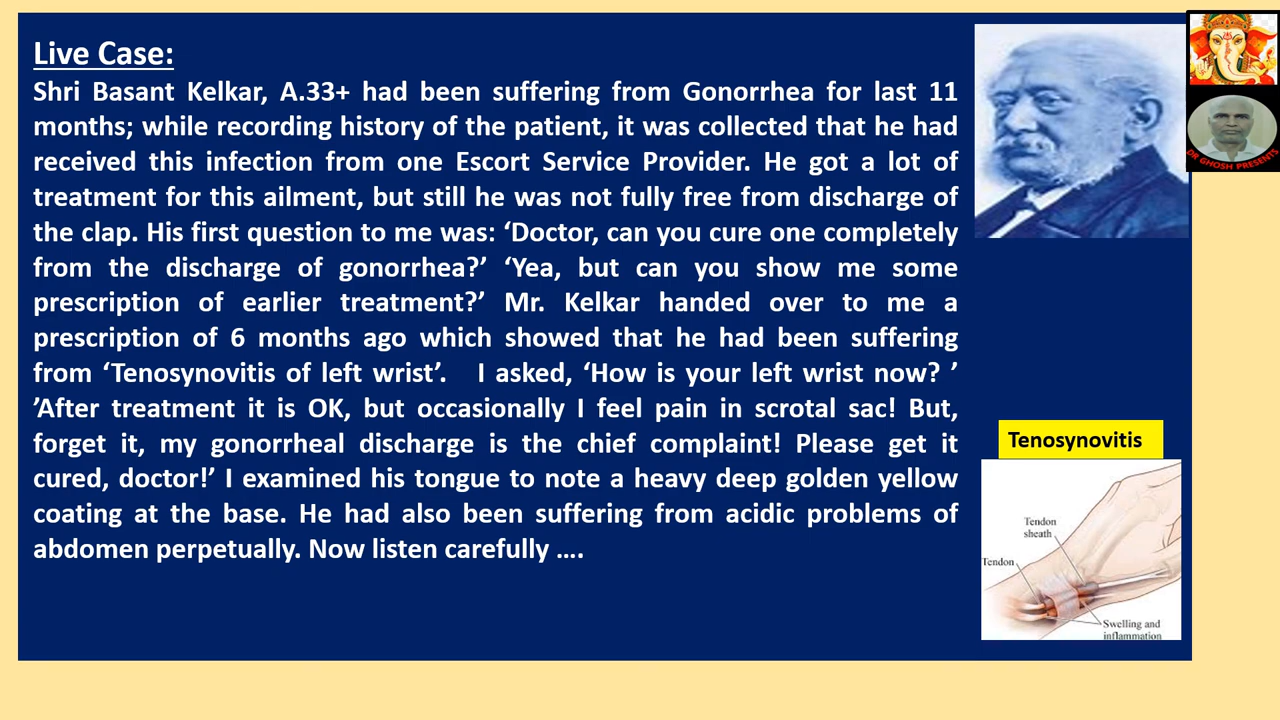 Live Case:
Shri Basant Kelkar, A.33+ had been suffering from Gonorrhea for last 11
months; while recording history of the patient, it was collected that he had
received this infection from one Escort Service Provider. He got a lot of
treatment for this ailment, but still he was not fully free from discharge of
the clap. His first question to me was: ‘Doctor, can you cure one completely
from the discharge of gonorrhea?’ ‘Yea, but can you show me some
prescription of earlier treatment?’ Mr. Kelkar handed over to me a
prescription of 6 months ago which showed that he had been suffering
from ‘Tenosynovitis of left wrist’. I asked, ‘How is your left wrist now? ’
’After treatment it is OK, but occasionally I feel pain in scrotal sac! But,
forget it, my gonorrheal discharge is the chief complaint! Please get it
cured, doctor!’ I examined his tongue to note a heavy deep golden yellow
coating at the base. He had also been suffering from acidic problems of
abdomen perpetually. Now listen carefully ....
DR GHOSH PRESENTS
Tenosynovitis
Tendon
sheath
Tendon
Swelling and
inflammation